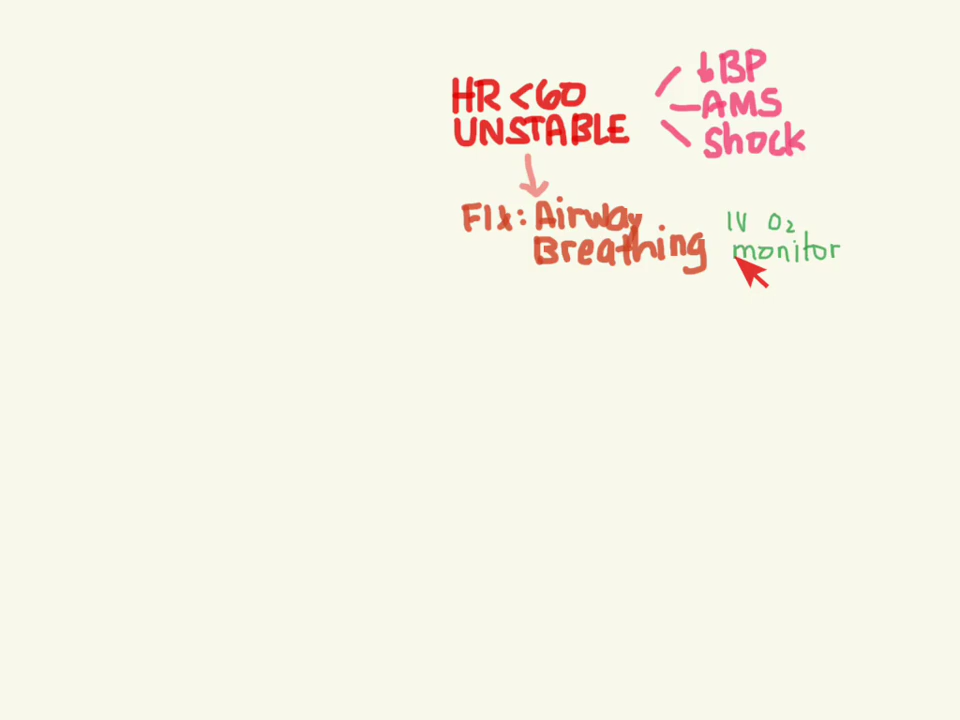 HR <60
UNSTABLE
↓BP
AMS
Shock
FIX: Airway
Breathing
IV O₂
monitor